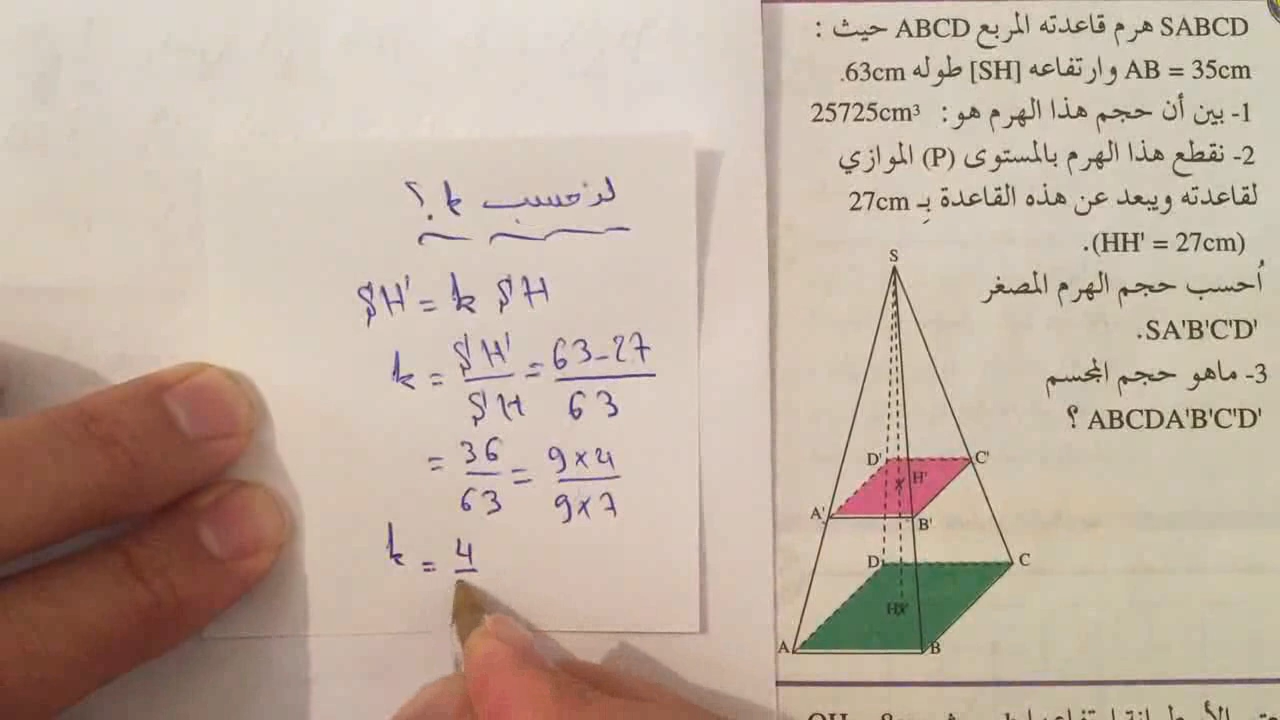 SABCD هرم قاعدته المربع ABCD حيث :
AB = 35cm وارتفاعه [SH] طوله 63cm.
1- بين أن حجم هذا الهرم هو: 25725cm³
2- نقطع هذا الهرم بالمستوى (P) الموازي
لقاعدته ويبعد عن هذه القاعدة بِـ 27cm
(HH' = 27cm).
اُحسب حجم الهرم المصغر
SA'B'C'D'.
3- ماهو حجم المجسم
ABCDA'B'C'D' ؟
S
D' C'
H'
A' B'
D C
H
A B
لنحسب k ؟
SH' = k SH
k = SH'/SH = 63-27/63
= 36/63 = 9×4/9×7
k = 4